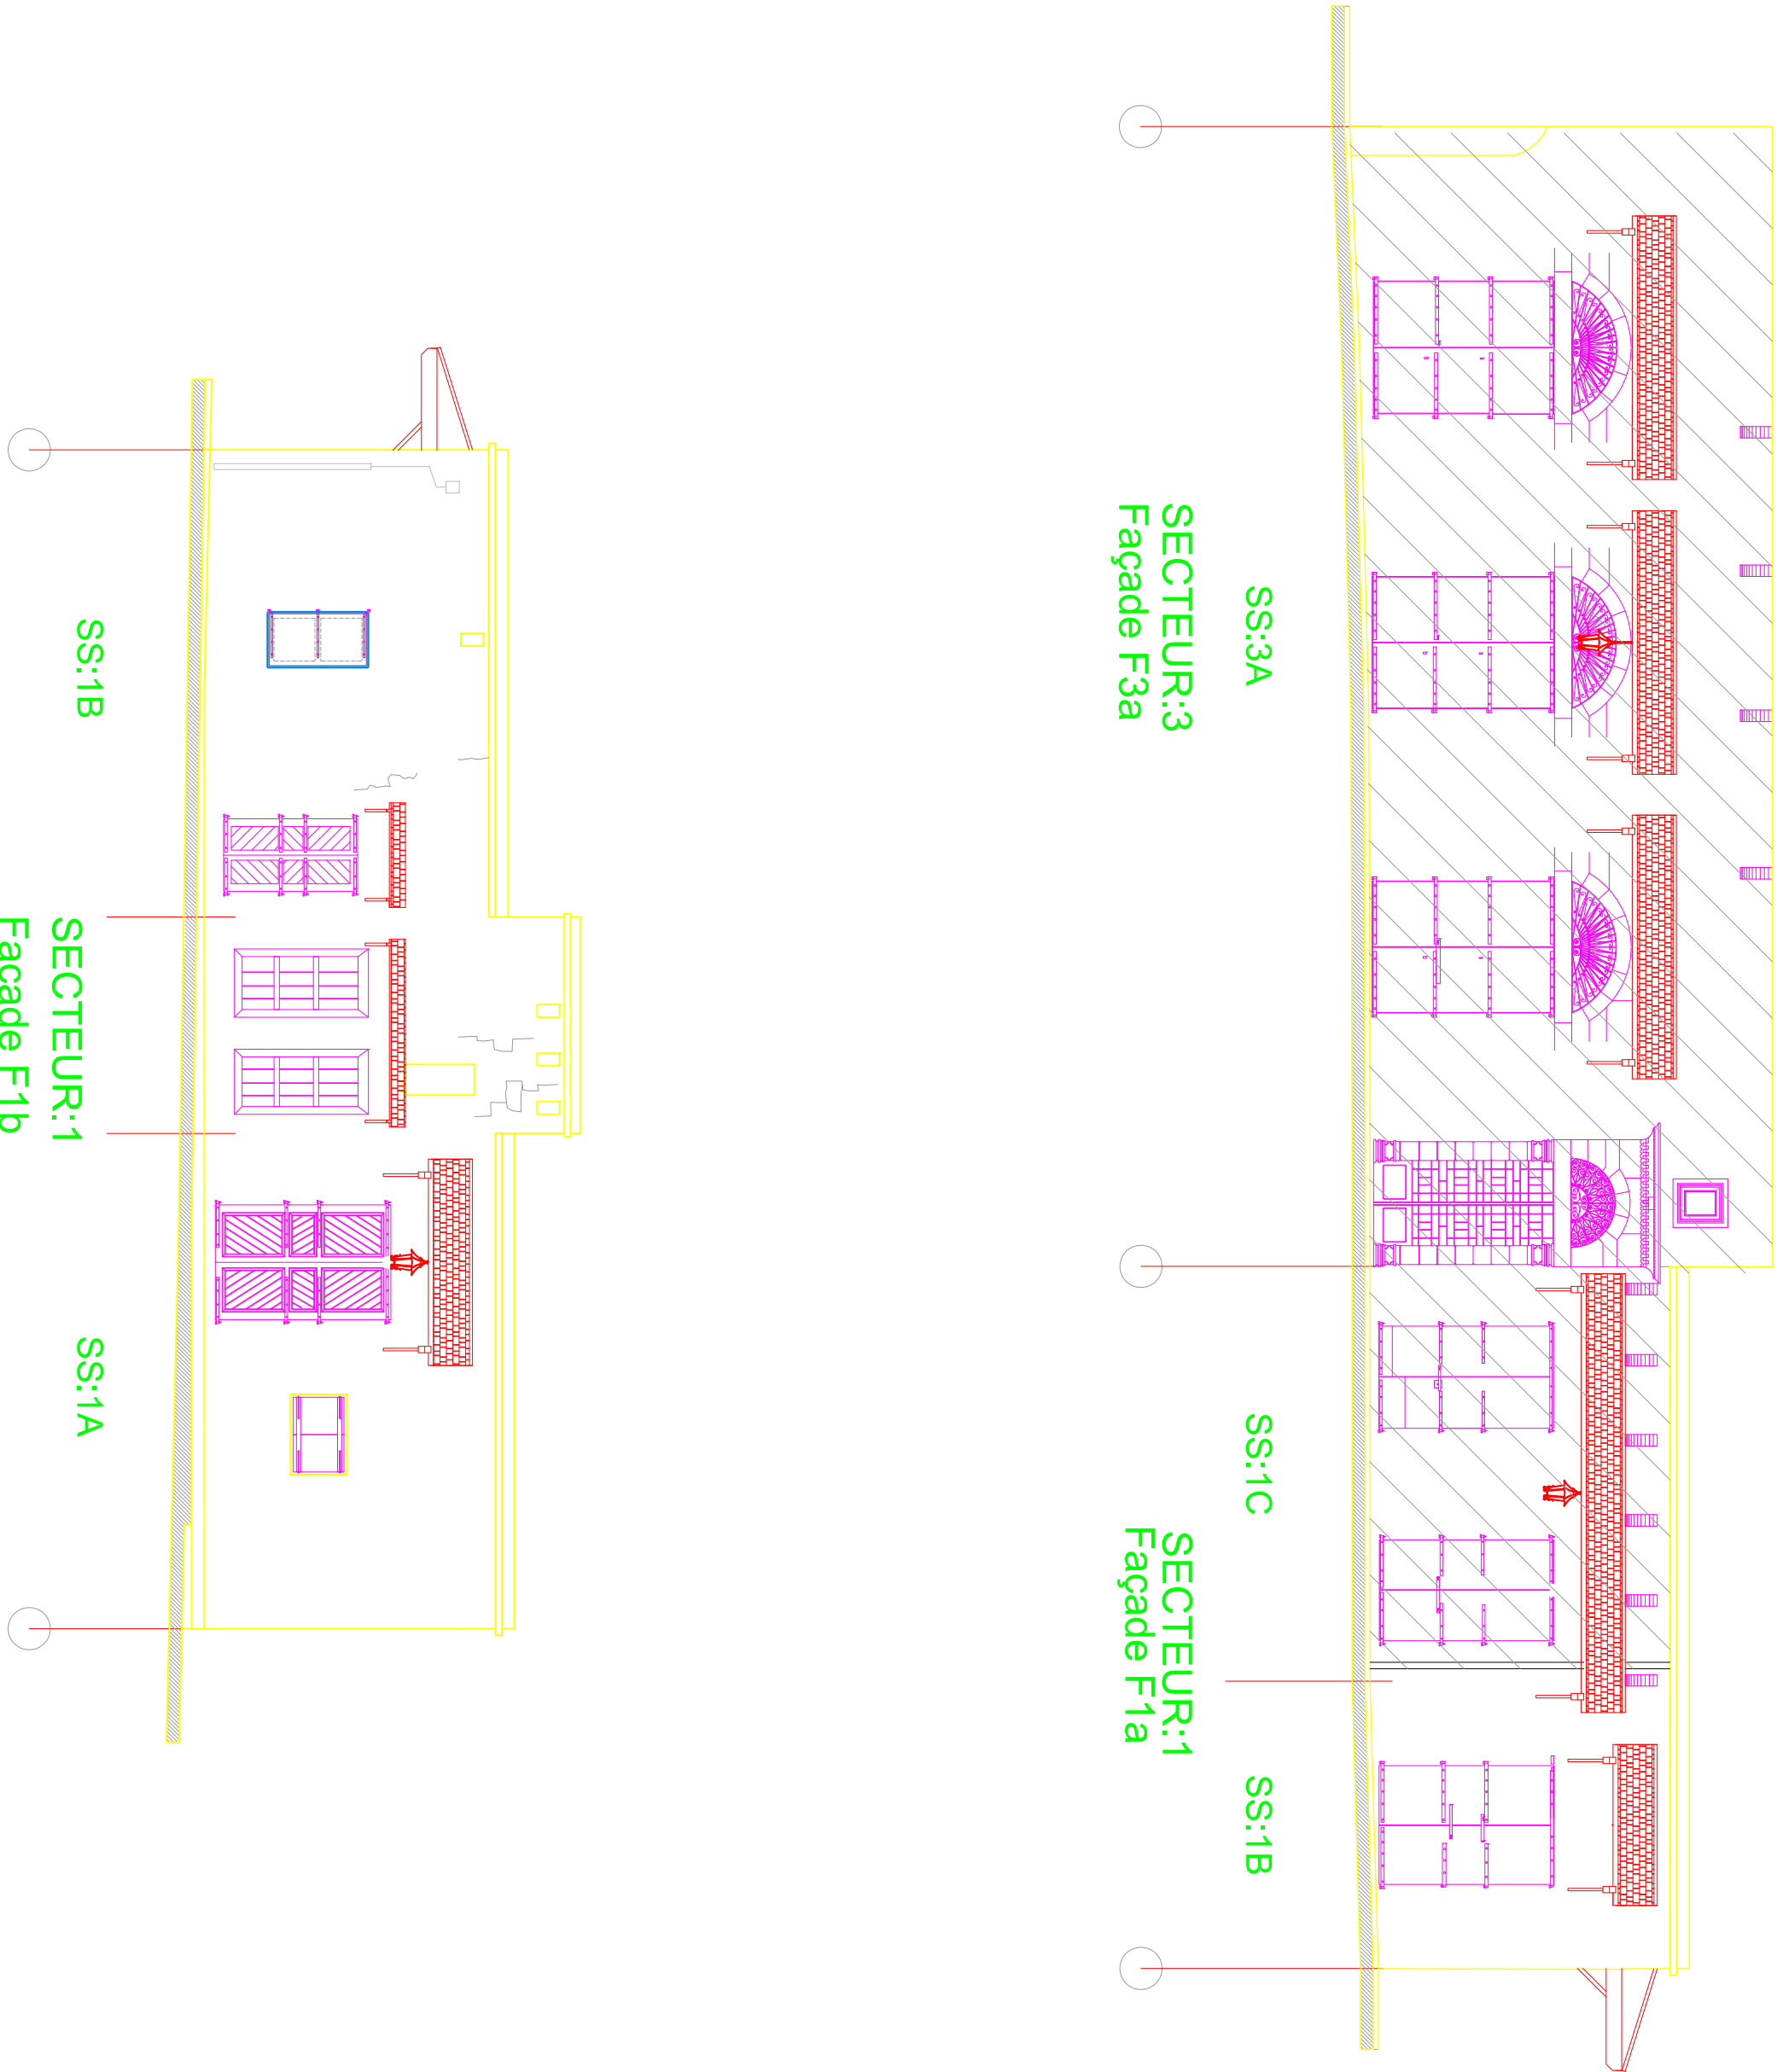 SS:3A
SS:1C
SS:1B
SECTEUR:3
Façade F3a
SECTEUR:1
Façade F1a
SS:1B
SS:1A
SECTEUR:1
Façade F1b